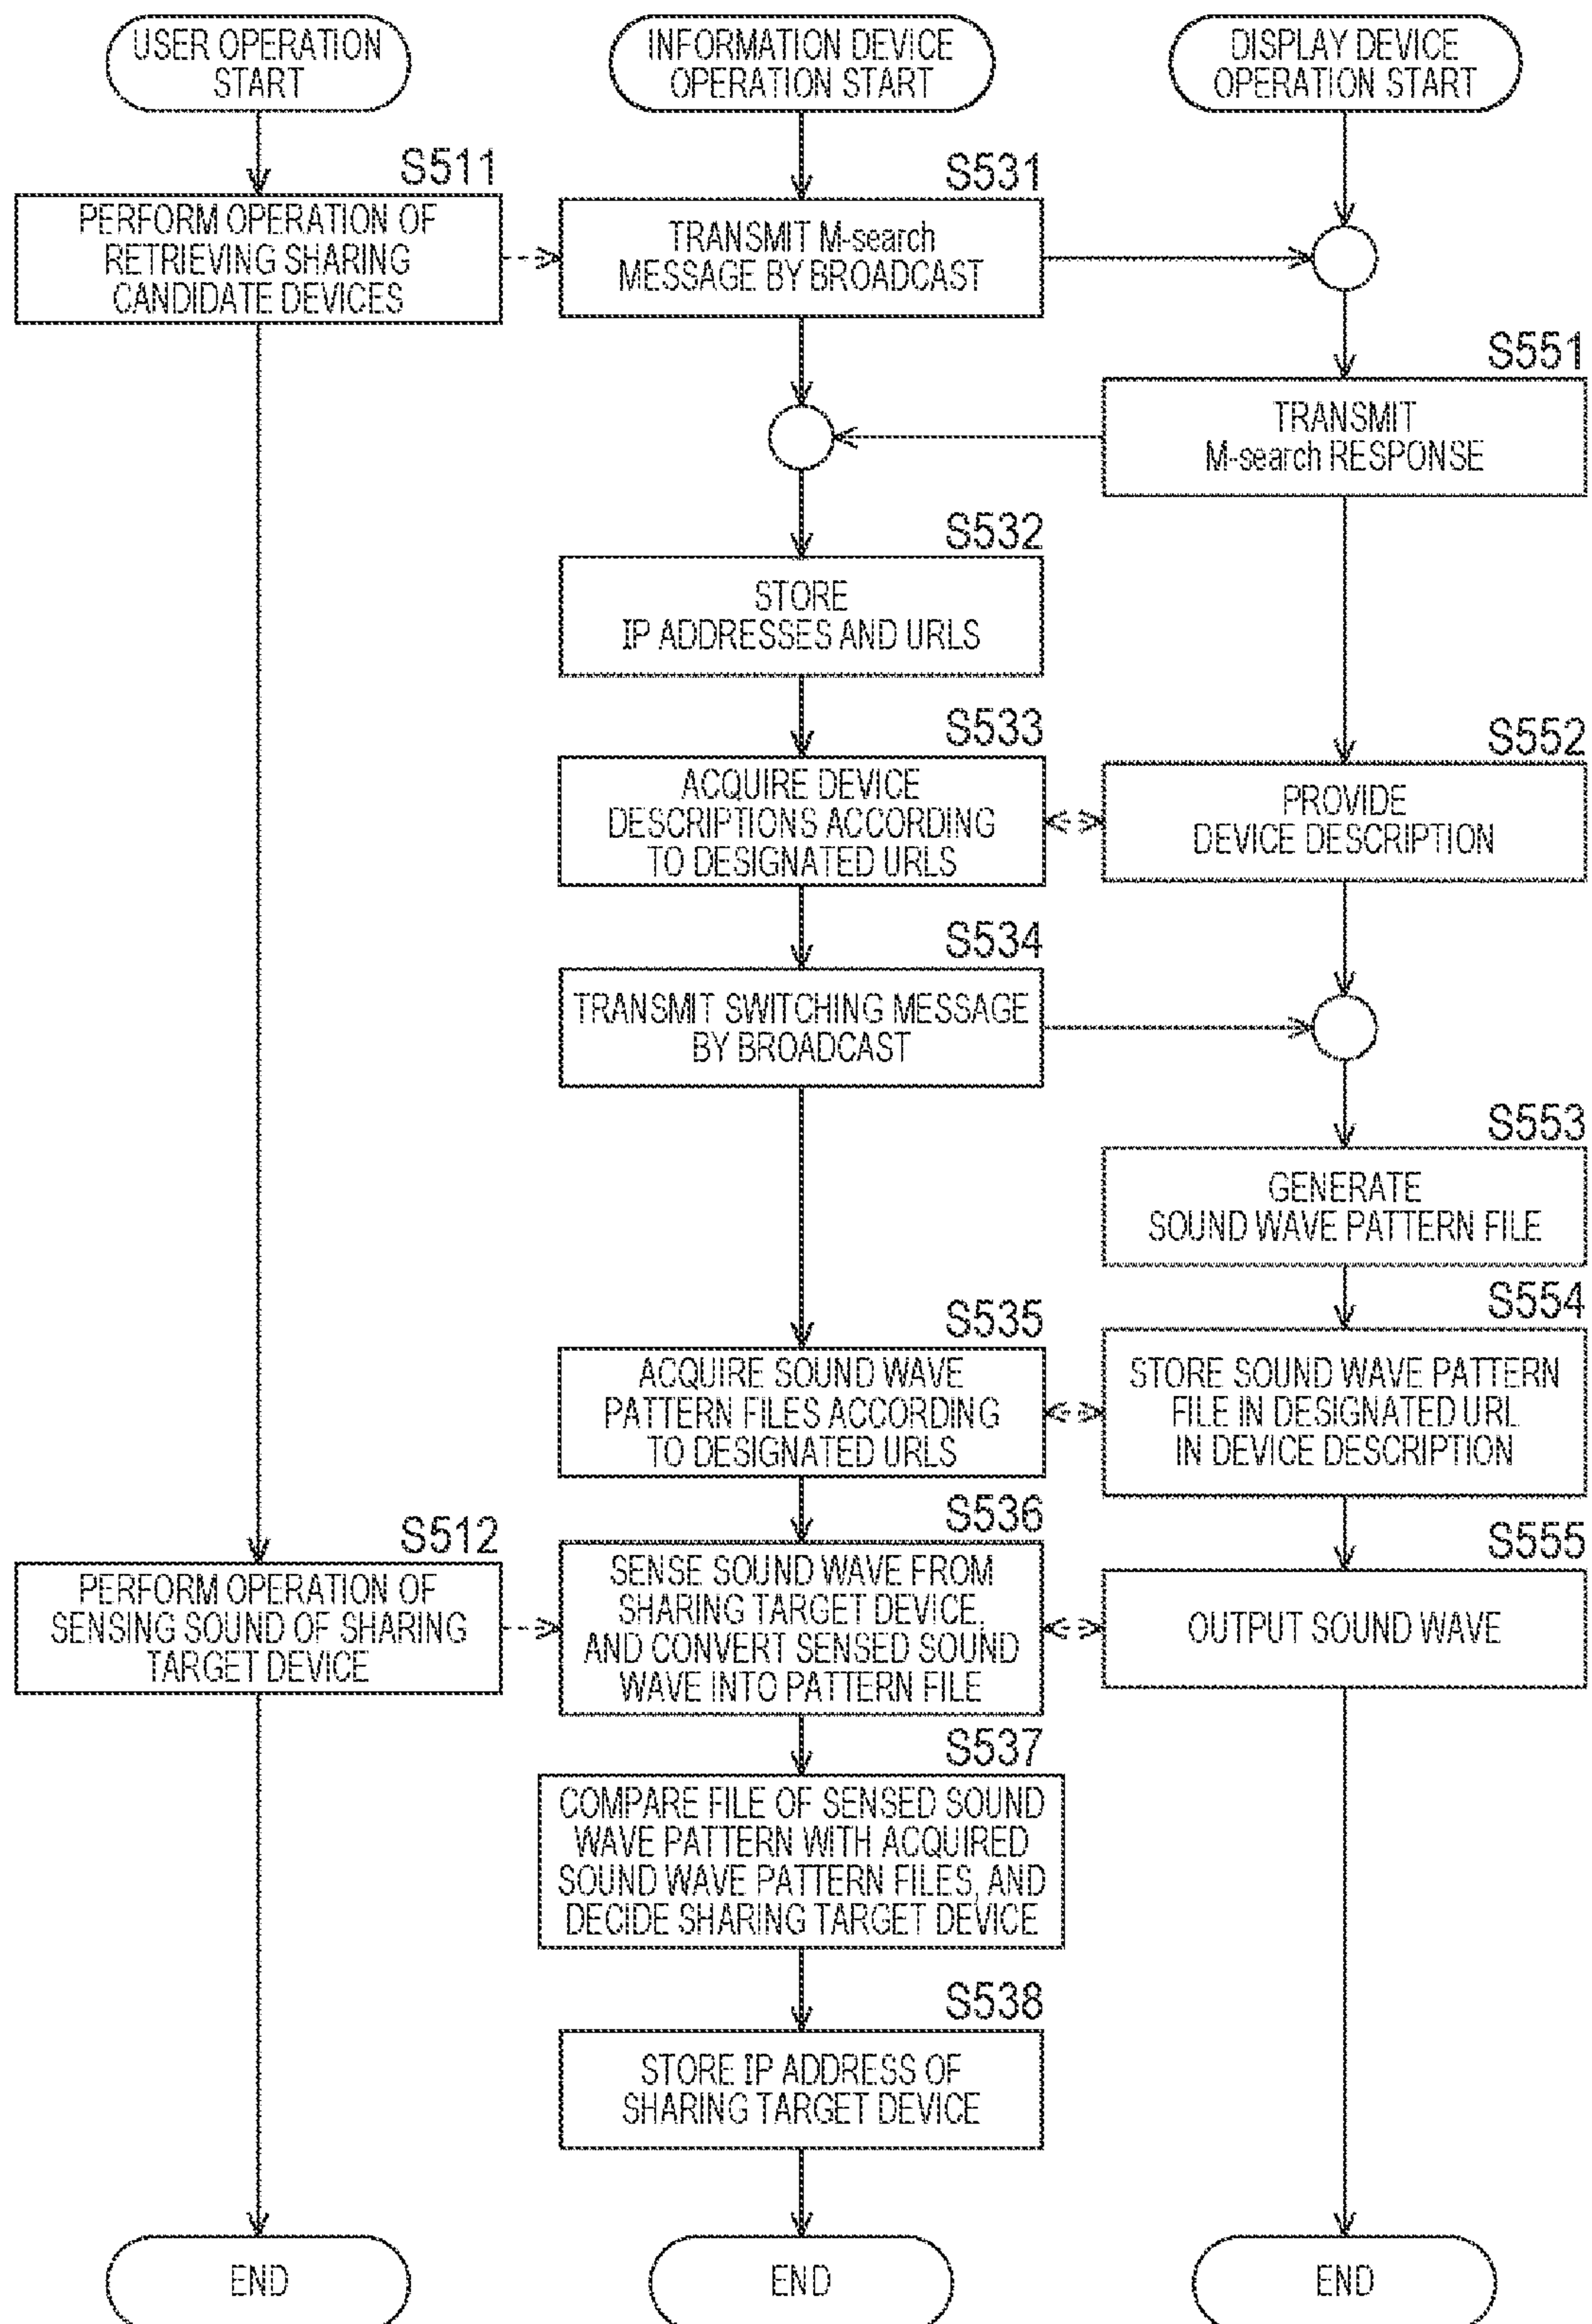 USER OPERATION
START
INFORMATION DEVICE
OPERATION START
DISPLAY DEVICE
OPERATION START
S511
PERFORM OPERATION OF
RETRIEVING SHARING
CANDIDATE DEVICES
S531
TRANSMIT M-search
MESSAGE BY BROADCAST
S551
TRANSMIT
M-search RESPONSE
S532
STORE
IP ADDRESSES AND URLS
S533
ACQUIRE DEVICE
DESCRIPTIONS ACCORDING
TO DESIGNATED URLS
S552
PROVIDE
DEVICE DESCRIPTION
S534
TRANSMIT SWITCHING MESSAGE
BY BROADCAST
S553
GENERATE
SOUND WAVE PATTERN FILE
S535
ACQUIRE SOUND WAVE
PATTERN FILES ACCORDING
TO DESIGNATED URLS
S554
STORE SOUND WAVE PATTERN
FILE IN DESIGNATED URL
IN DEVICE DESCRIPTION
S512
PERFORM OPERATION OF
SENSING SOUND OF SHARING
TARGET DEVICE
S536
SENSE SOUND WAVE FROM
SHARING TARGET DEVICE,
AND CONVERT SENSED SOUND
WAVE INTO PATTERN FILE
S555
OUTPUT SOUND WAVE
S537
COMPARE FILE OF SENSED SOUND
WAVE PATTERN WITH ACQUIRED
SOUND WAVE PATTERN FILES, AND
DECIDE SHARING TARGET DEVICE
S538
STORE IP ADDRESS OF
SHARING TARGET DEVICE
END
END
END